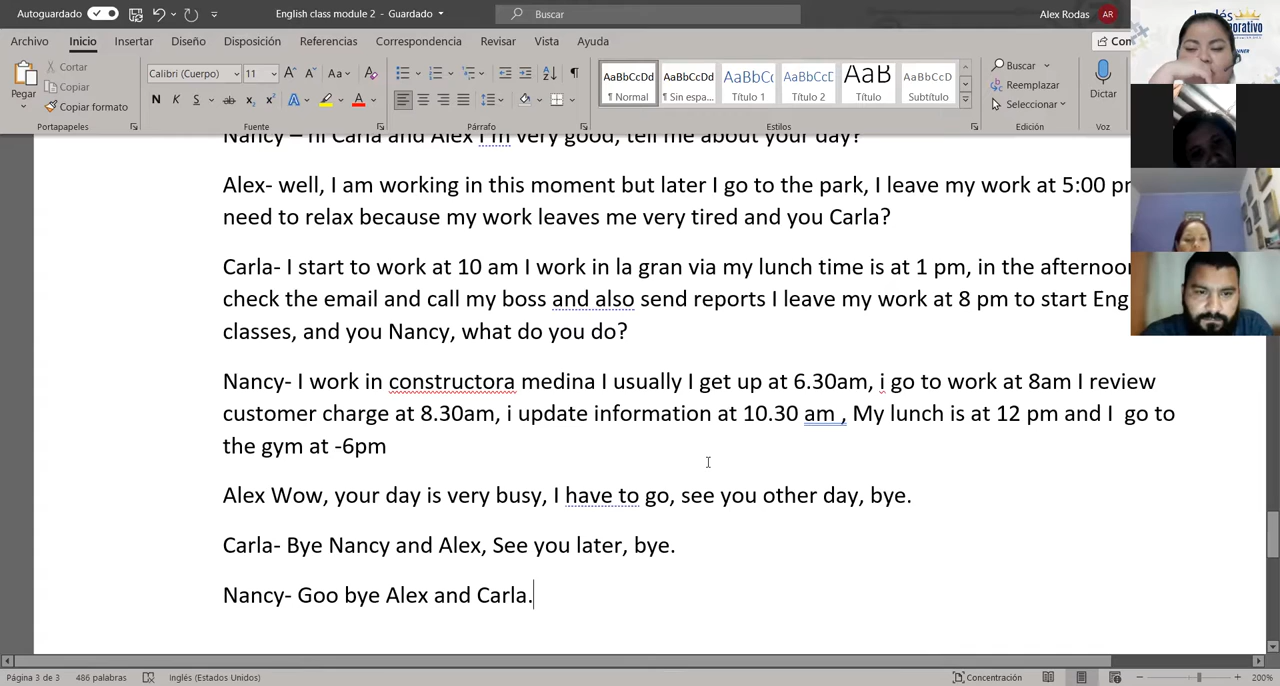 Autoguardado
English class module 2 - Guardado
Buscar
Alex Rodas
AR
Archivo Inicio Insertar Diseño Disposición Referencias Correspondencia Revisar Vista Ayuda
Cortar
Copiar
Copiar formato
Pegar
Portapapeles
Calibri (Cuerpo) 11
Fuente
Párrafo
AaBbCcDd
¶ Normal
AaBbCcDd
¶ Sin espa...
AaBbCc
Título 1
AaBbCcD
Título 2
AaB
Título
AaBbCcD
Subtítulo
Estilos
Buscar
Reemplazar
Seleccionar
Edición
Dictar
Voz
Nancy – hi Carla and Alex I'm very good, tell me about your day?
Alex- well, I am working in this moment but later I go to the park, I leave my work at 5:00
need to relax because my work leaves me very tired and you Carla?
Carla- I start to work at 10 am I work in la gran via my lunch time is at 1 pm, in the
check the email and call my boss and also send reports I leave my work at 8 pm to start
classes, and you Nancy, what do you do?
Nancy- I work in constructora medina I usually I get up at 6.30am, i go to work at 8am I review
customer charge at 8.30am, i update information at 10.30 am , My lunch is at 12 pm and I  go to
the gym at -6pm
Alex Wow, your day is very busy, I have to go, see you other day, bye.
Carla- Bye Nancy and Alex, See you later, bye.
Nancy- Goo bye Alex and Carla.
Página 3 de 3 486 palabras Inglés (Estados Unidos) Concentración 200%